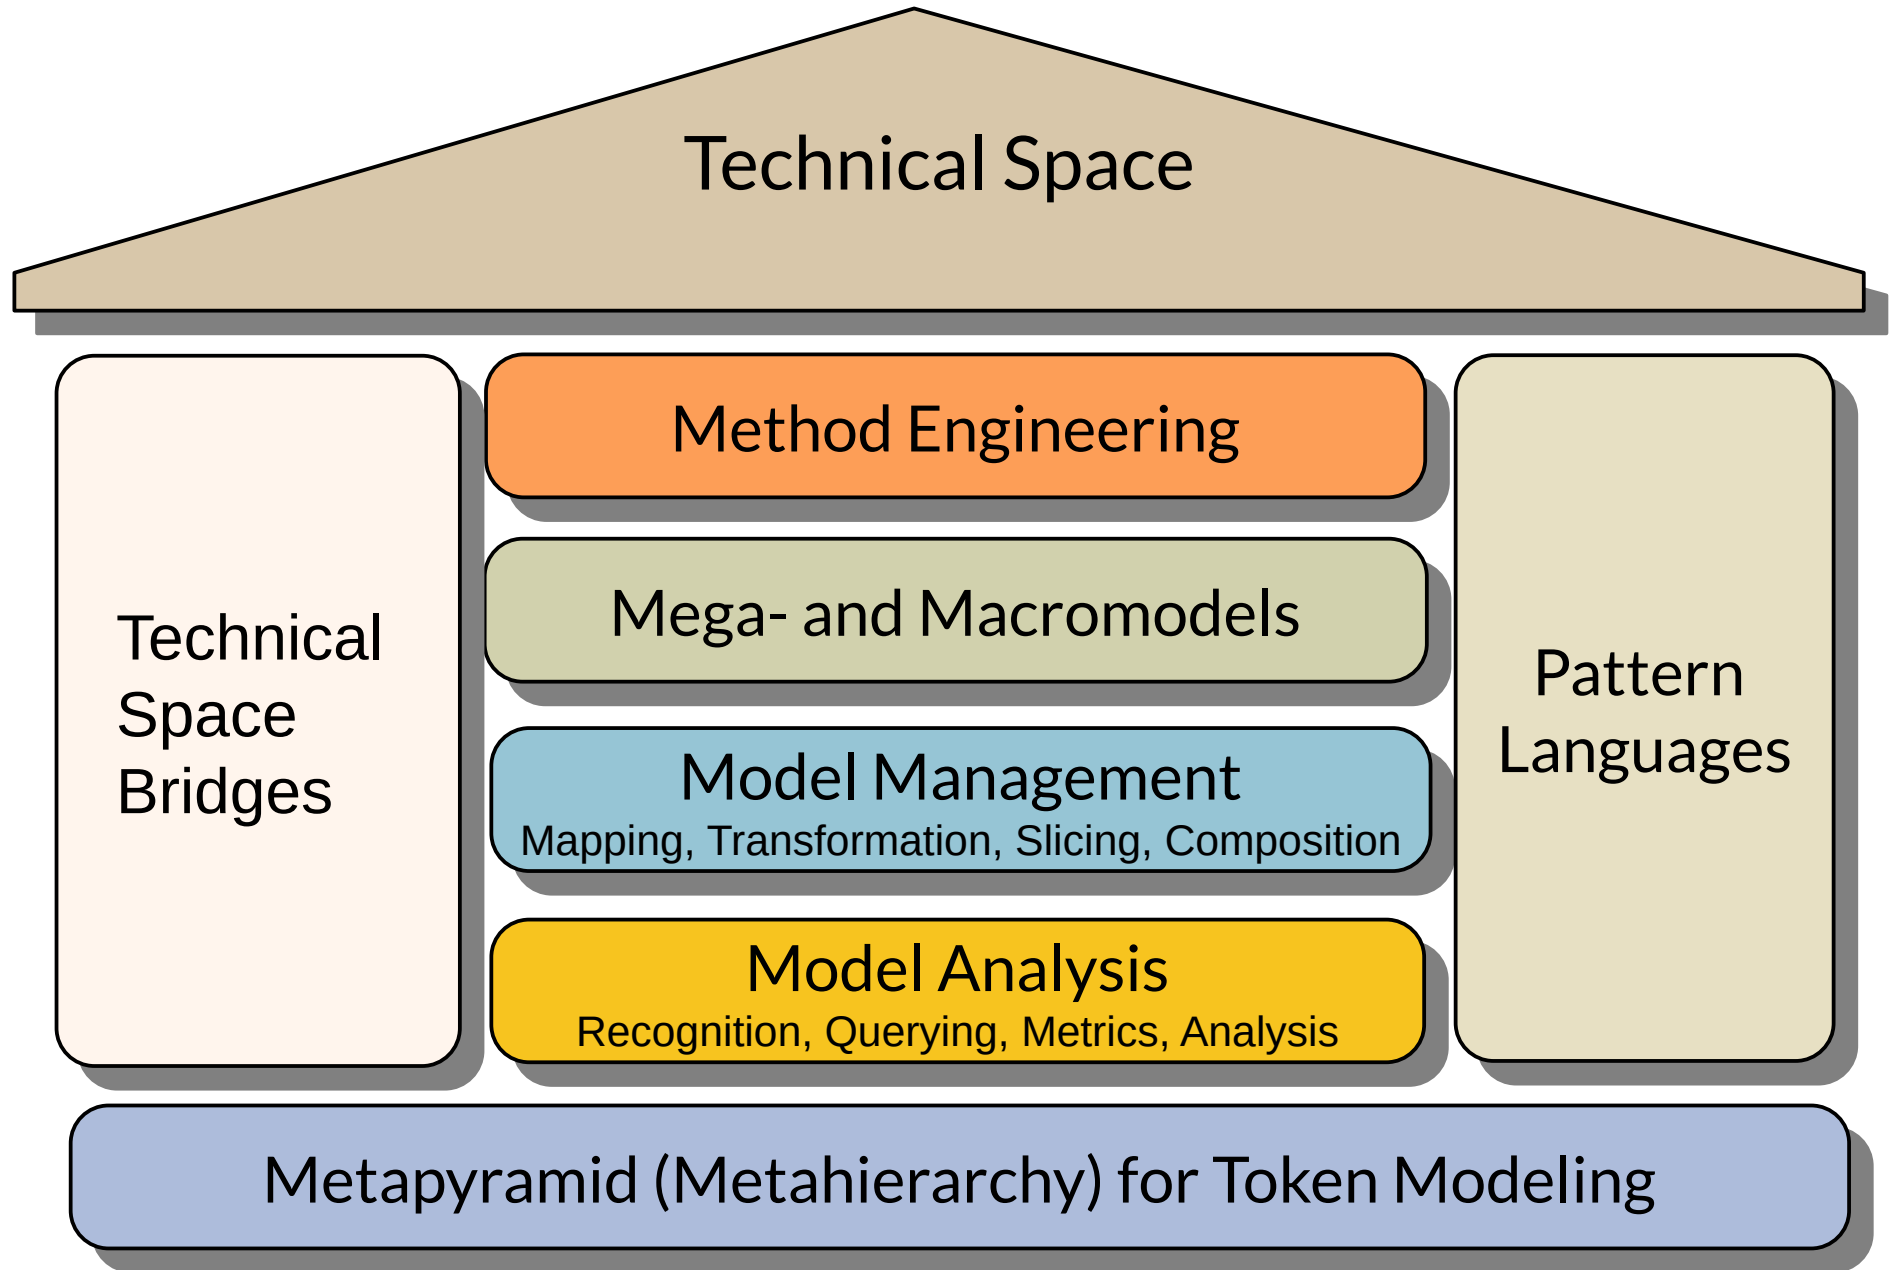 Technical Space
Technical
Space
Bridges
Method Engineering
Mega- and Macromodels
Model Management
Mapping, Transformation, Slicing, Composition
Model Analysis
Recognition, Querying, Metrics, Analysis
Pattern
Languages
Metapyramid (Metahierarchy) for Token Modeling